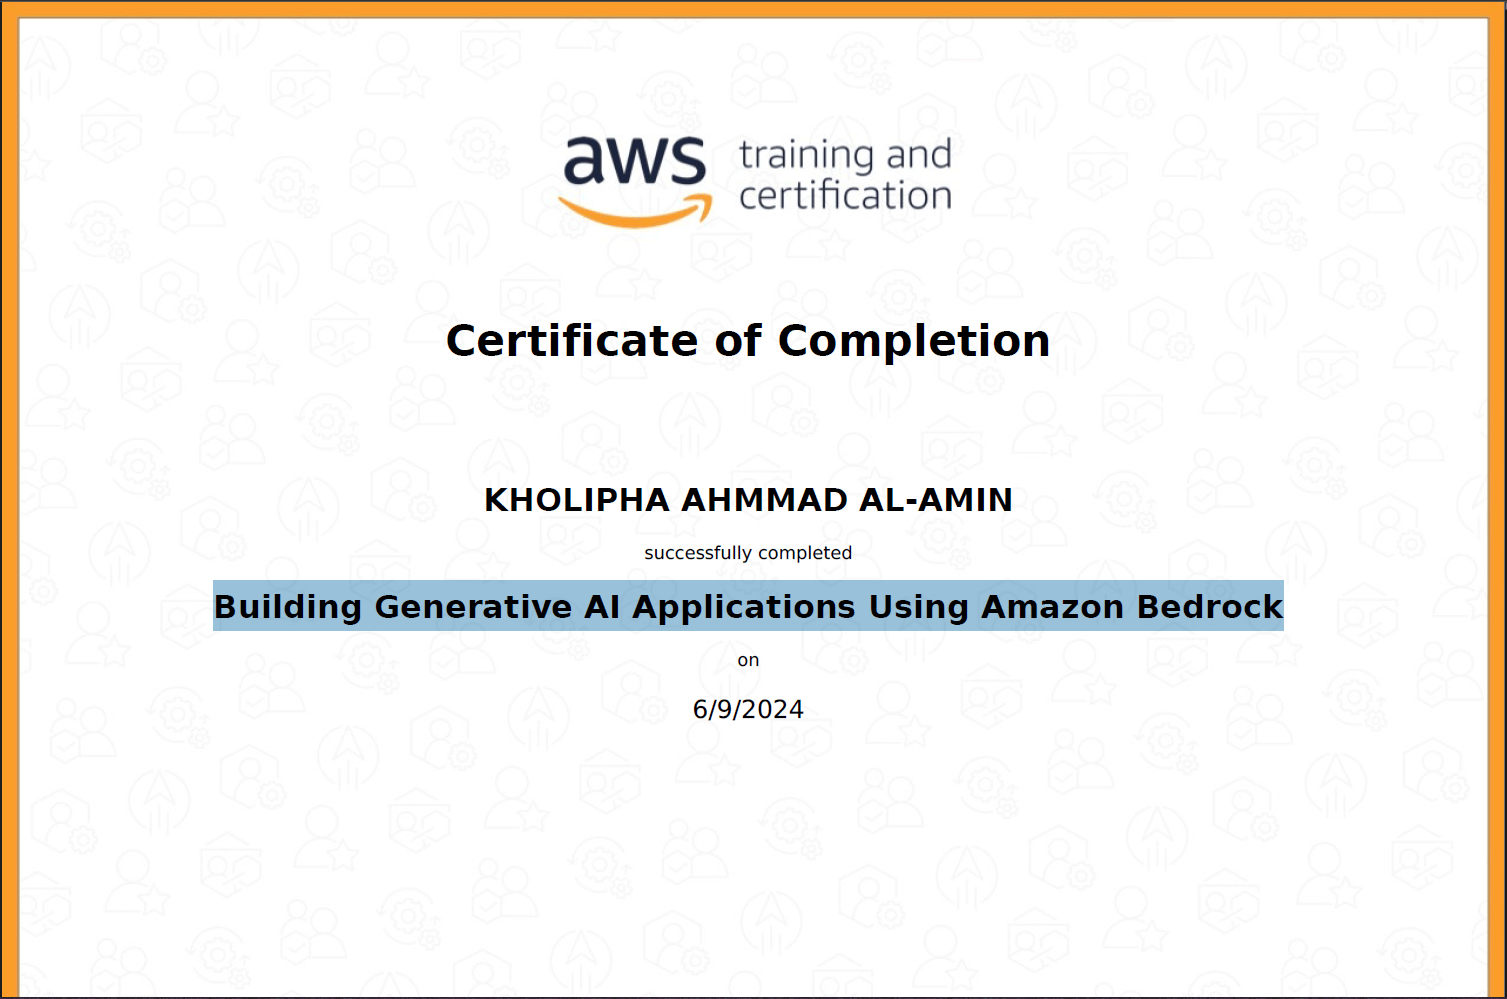 aws training and
certification
Certificate of Completion
KHOLIPHA AHMMAD AL-AMIN
successfully completed
Building Generative AI Applications Using Amazon Bedrock
on
6/9/2024